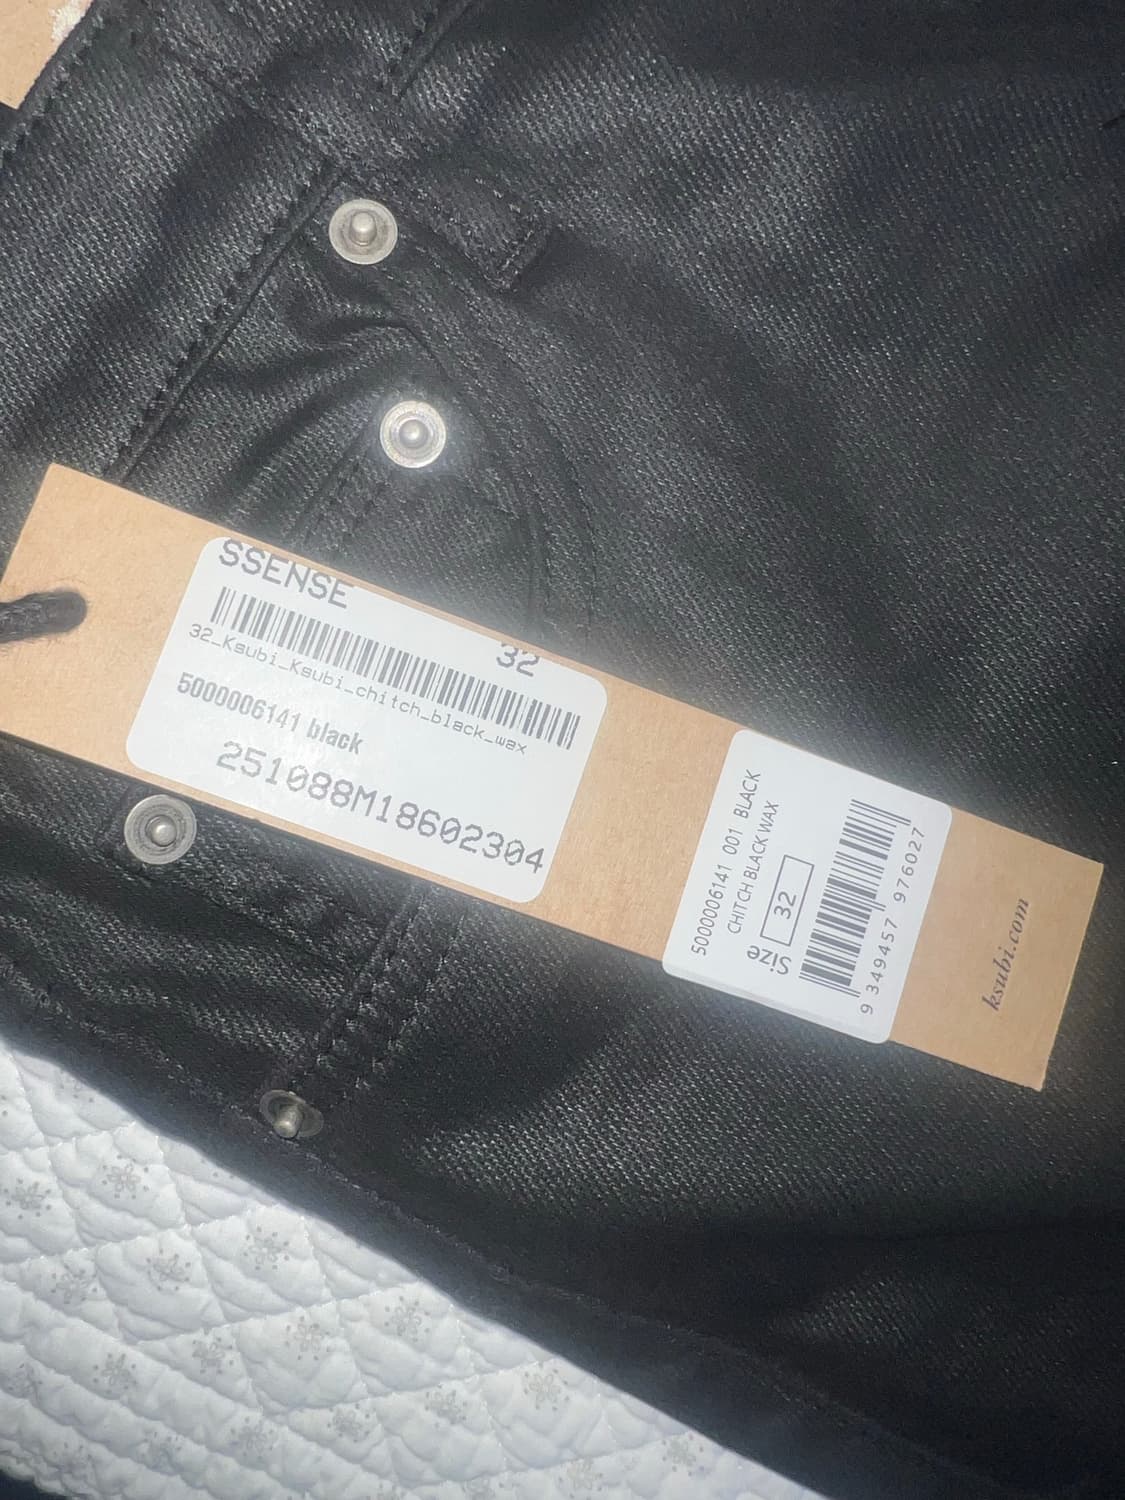 SSENSE
32
32_Ksubi_Ksubi_chitch_black_wax
5000006141 black
251088M18602304
5000006141 001 BLACK
CHITCH BLACK WAX
Size 32
9 349457 976027
ksubi.com